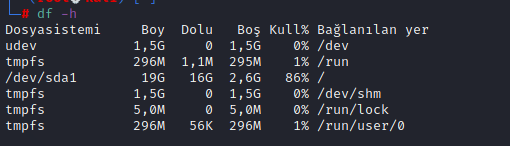 └─# df -h
Dosyasistemi Boy Dolu Boş Kull% Bağlanılan yer
udev 1,5G 0 1,5G 0% /dev
tmpfs 296M 1,1M 295M 1% /run
/dev/sda1 19G 16G 2,6G 86% /
tmpfs 1,5G 0 1,5G 0% /dev/shm
tmpfs 5,0M 0 5,0M 0% /run/lock
tmpfs 296M 56K 296M 1% /run/user/0